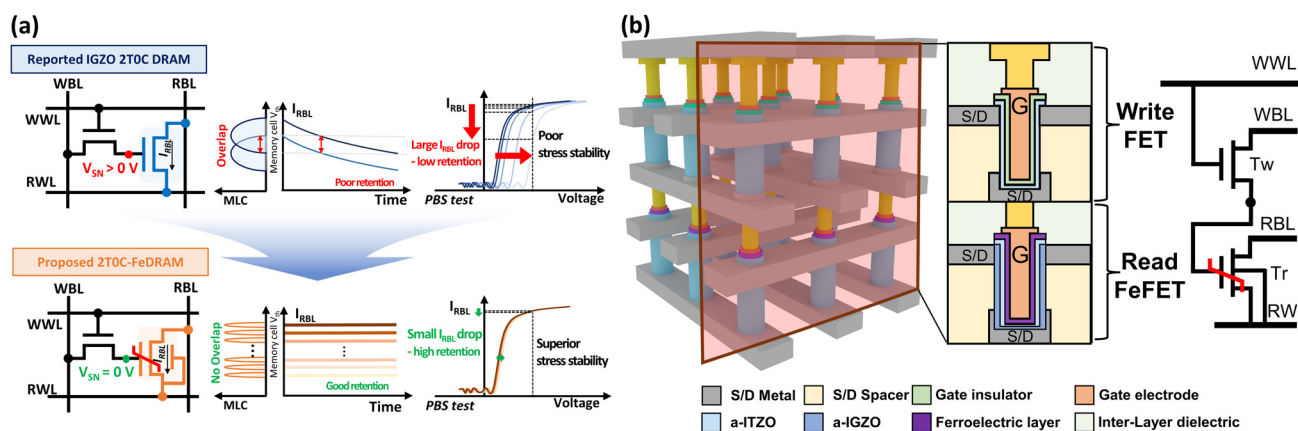 (a)
Reported IGZO 2T0C DRAM
WBL
RBL
WWL
I_RBL
V_SN > 0 V
RWL
Overlap
Memory cell V_th
I_RBL
Poor retention
MLC
Time
I_RBL
Large I_RBL drop
- low retention
Poor
stress stability
PBS test
Voltage
Proposed 2T0C-FeDRAM
WBL
RBL
WWL
I_RBL
V_SN = 0 V
RWL
No Overlap
Memory cell V_th
I_RBL
Good retention
MLC
Time
I_RBL
Small I_RBL drop
- high retention
Superior
stress stability
PBS test
Voltage
(b)
G
S/D
S/D
S/D
Write
FET
G
S/D
S/D
S/D
Read
FeFET
WWL
WBL
Tw
RBL
Tr
RW
S/D Metal
S/D Spacer
Gate insulator
Gate electrode
a-ITZO
a-IGZO
Ferroelectric layer
Inter-Layer dielectric